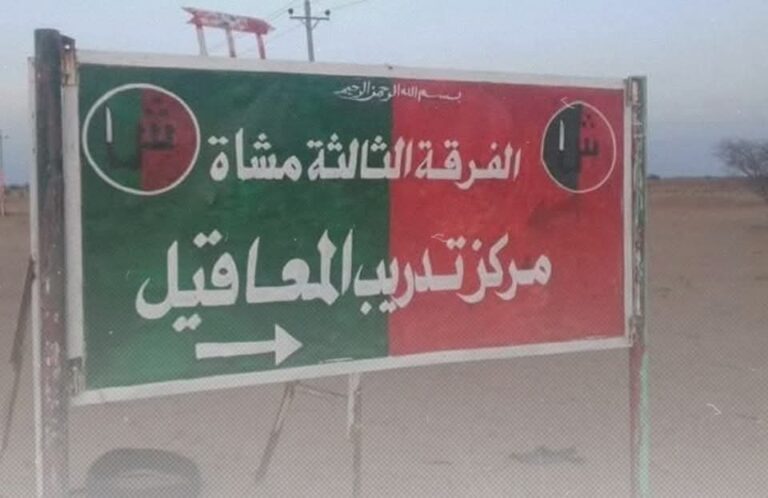 بسم الله الرحمن الرحيم
الفرقة الثالثة مشاة
مركز تدريب المعاقيل